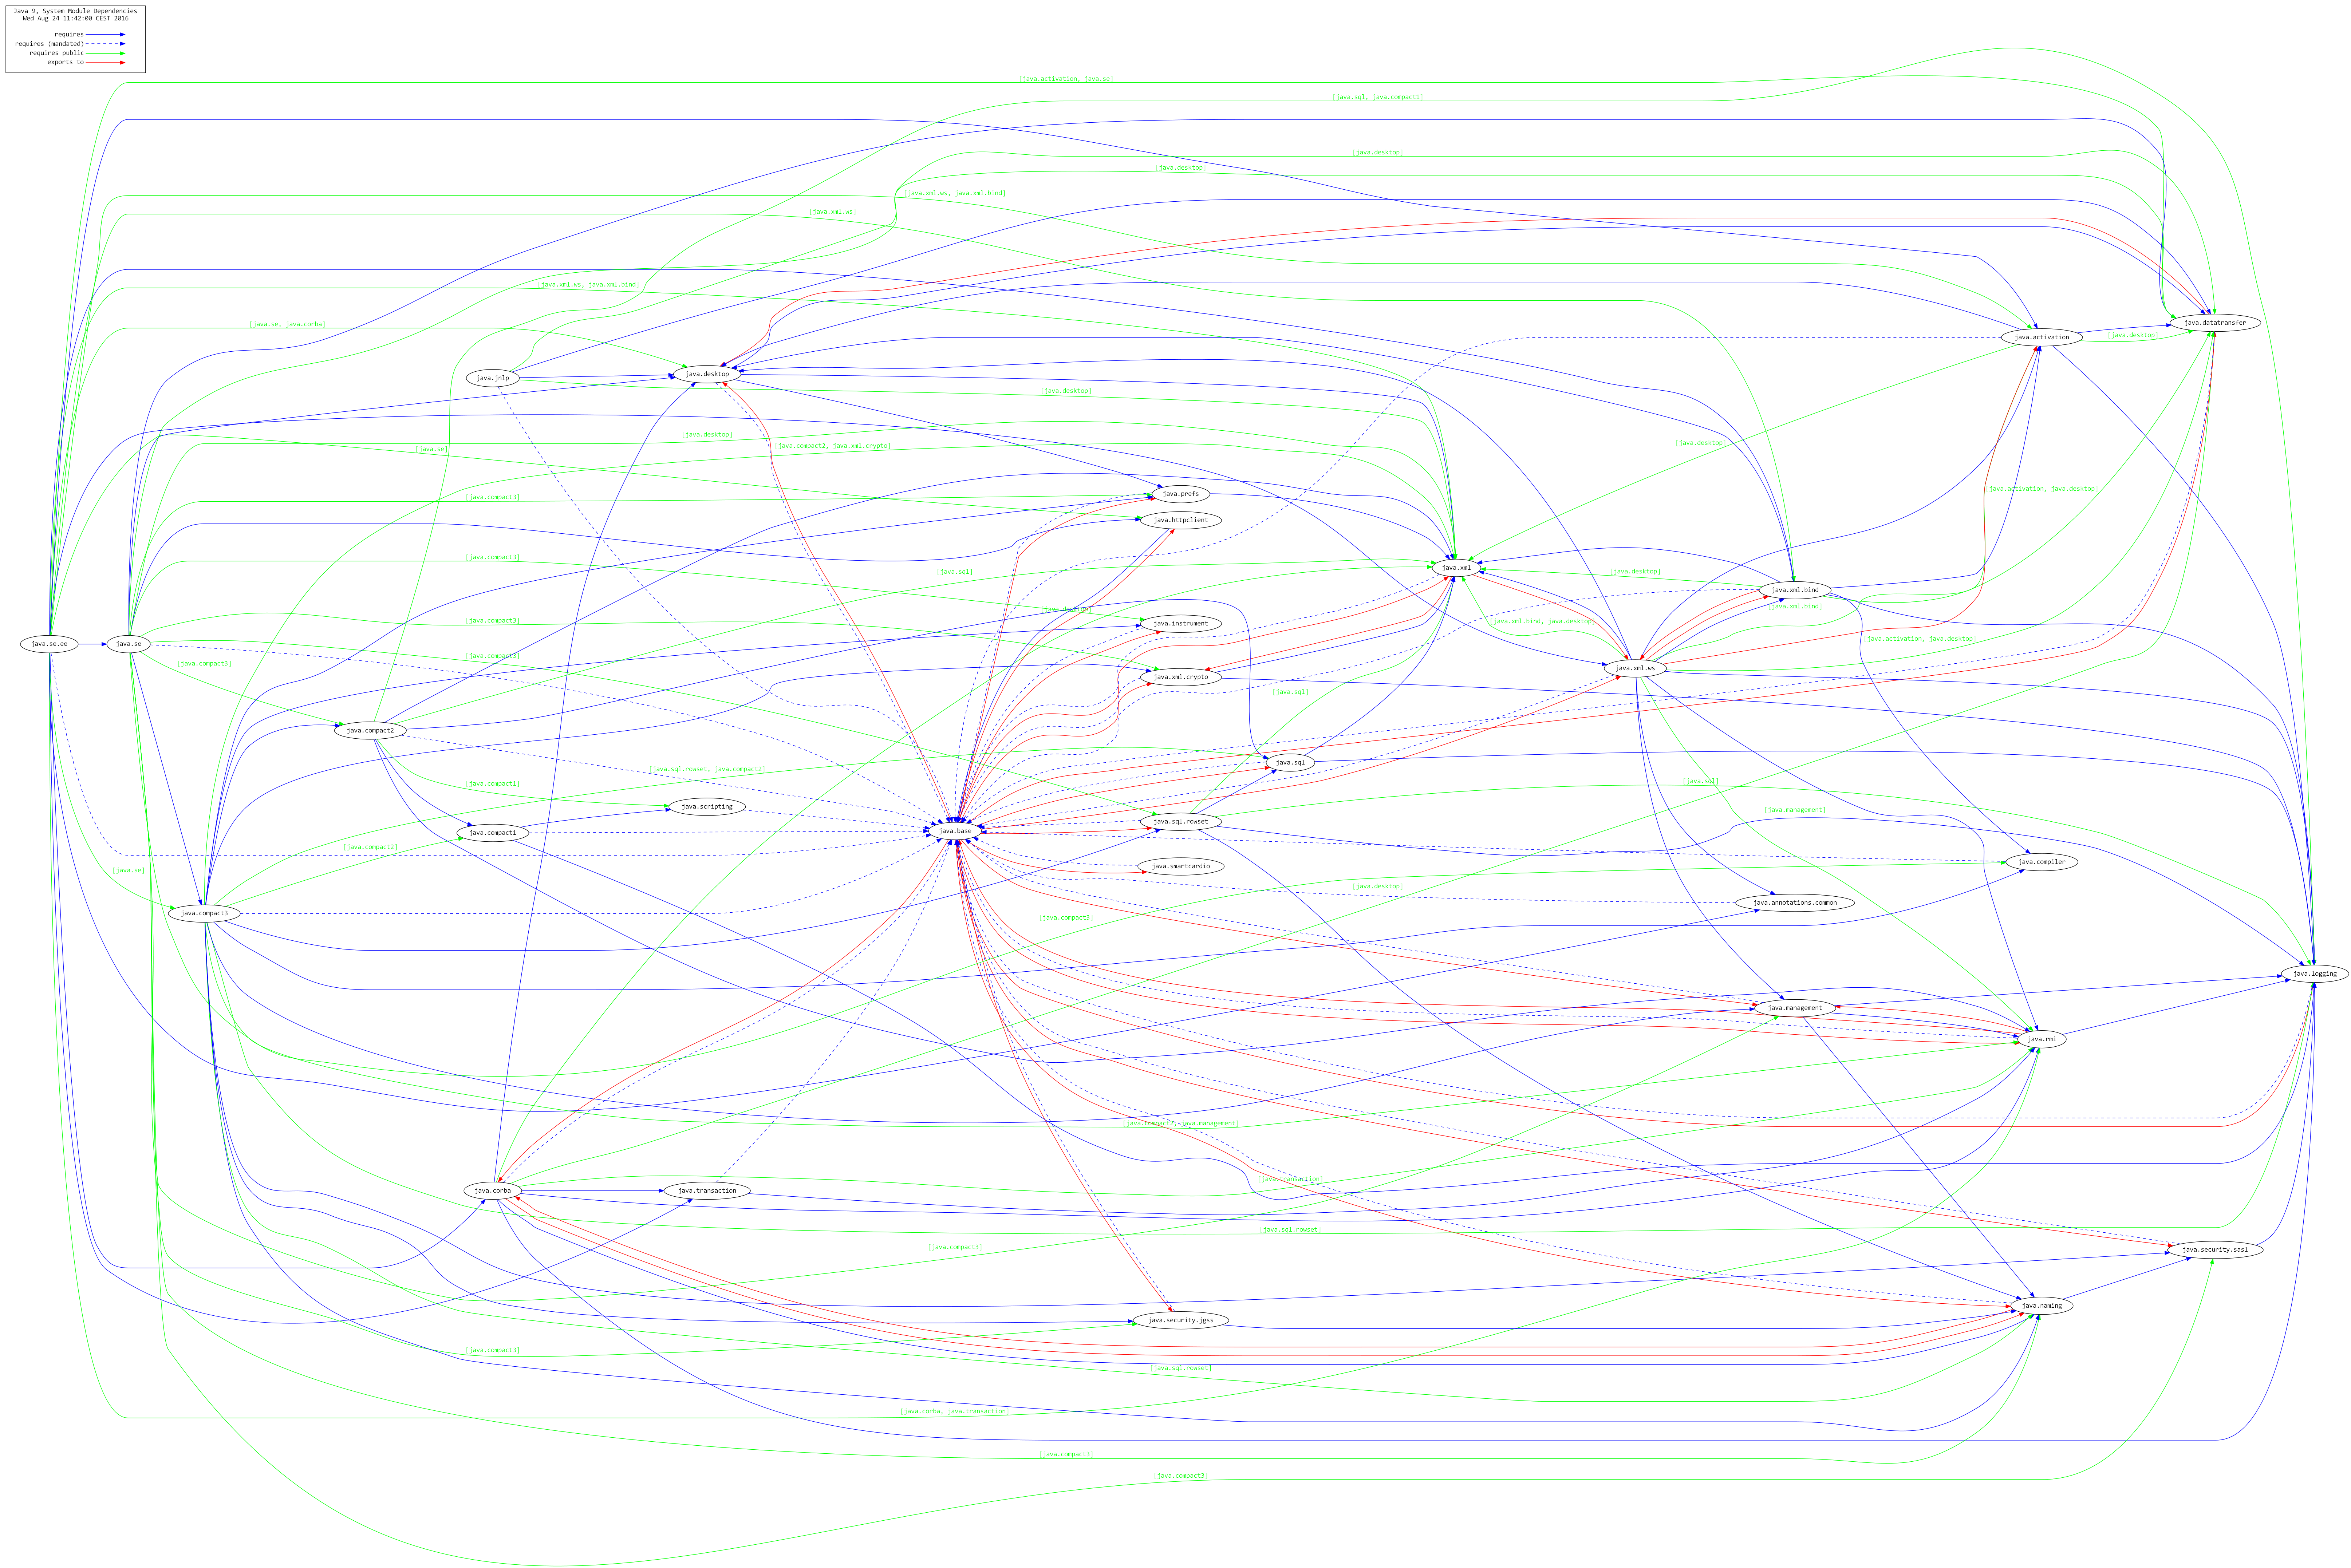 Java 9, System Module Dependencies
Wed Aug 24 11:42:00 CEST 2016
requires
requires (mandated)
requires public
exports to
[java.activation, java.se]
[java.sql, java.compact1]
[java.desktop]
[java.desktop]
[java.xml.ws, java.xml.bind]
[java.xml.ws]
[java.xml.ws, java.xml.bind]
[java.se, java.corba]
java.datatransfer
java.activation
[java.desktop]
java.jnlp
java.desktop
[java.desktop]
[java.desktop]
[java.compact2, java.xml.crypto]
[java.desktop]
[java.se]
[java.activation, java.desktop]
[java.compact3]
java.prefs
java.httpclient
[java.compact3]
[java.sql]
java.xml
[java.desktop]
java.xml.bind
[java.desktop]
[java.xml.bind]
[java.compact3]
java.instrument
[java.xml.bind, java.desktop]
java.se.ee
java.se
[java.compact3]
[java.compact3]
[java.activation, java.desktop]
java.xml.ws
java.xml.crypto
[java.sql]
java.compact2
java.sql
[java.sql.rowset, java.compact2]
[java.compact1]
[java.sql]
java.scripting
[java.management]
java.compact1
java.base
java.sql.rowset
[java.compact2]
java.smartcardio
java.compiler
[java.se]
[java.desktop]
java.annotations.common
java.compact3
[java.compact3]
java.logging
java.management
java.rmi
[java.compact2, java.management]
[java.transaction]
java.corba
java.transaction
[java.sql.rowset]
[java.compact3]
java.security.sasl
java.naming
java.security.jgss
[java.compact3]
[java.sql.rowset]
[java.corba, java.transaction]
[java.compact3]
[java.compact3]